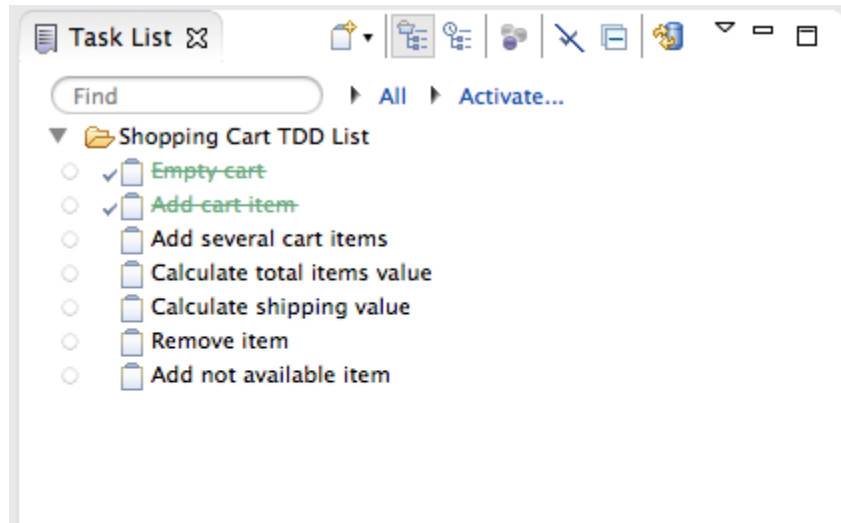 Task List
Find All Activate...
Shopping Cart TDD List
Empty cart
Add cart item
Add several cart items
Calculate total items value
Calculate shipping value
Remove item
Add not available item